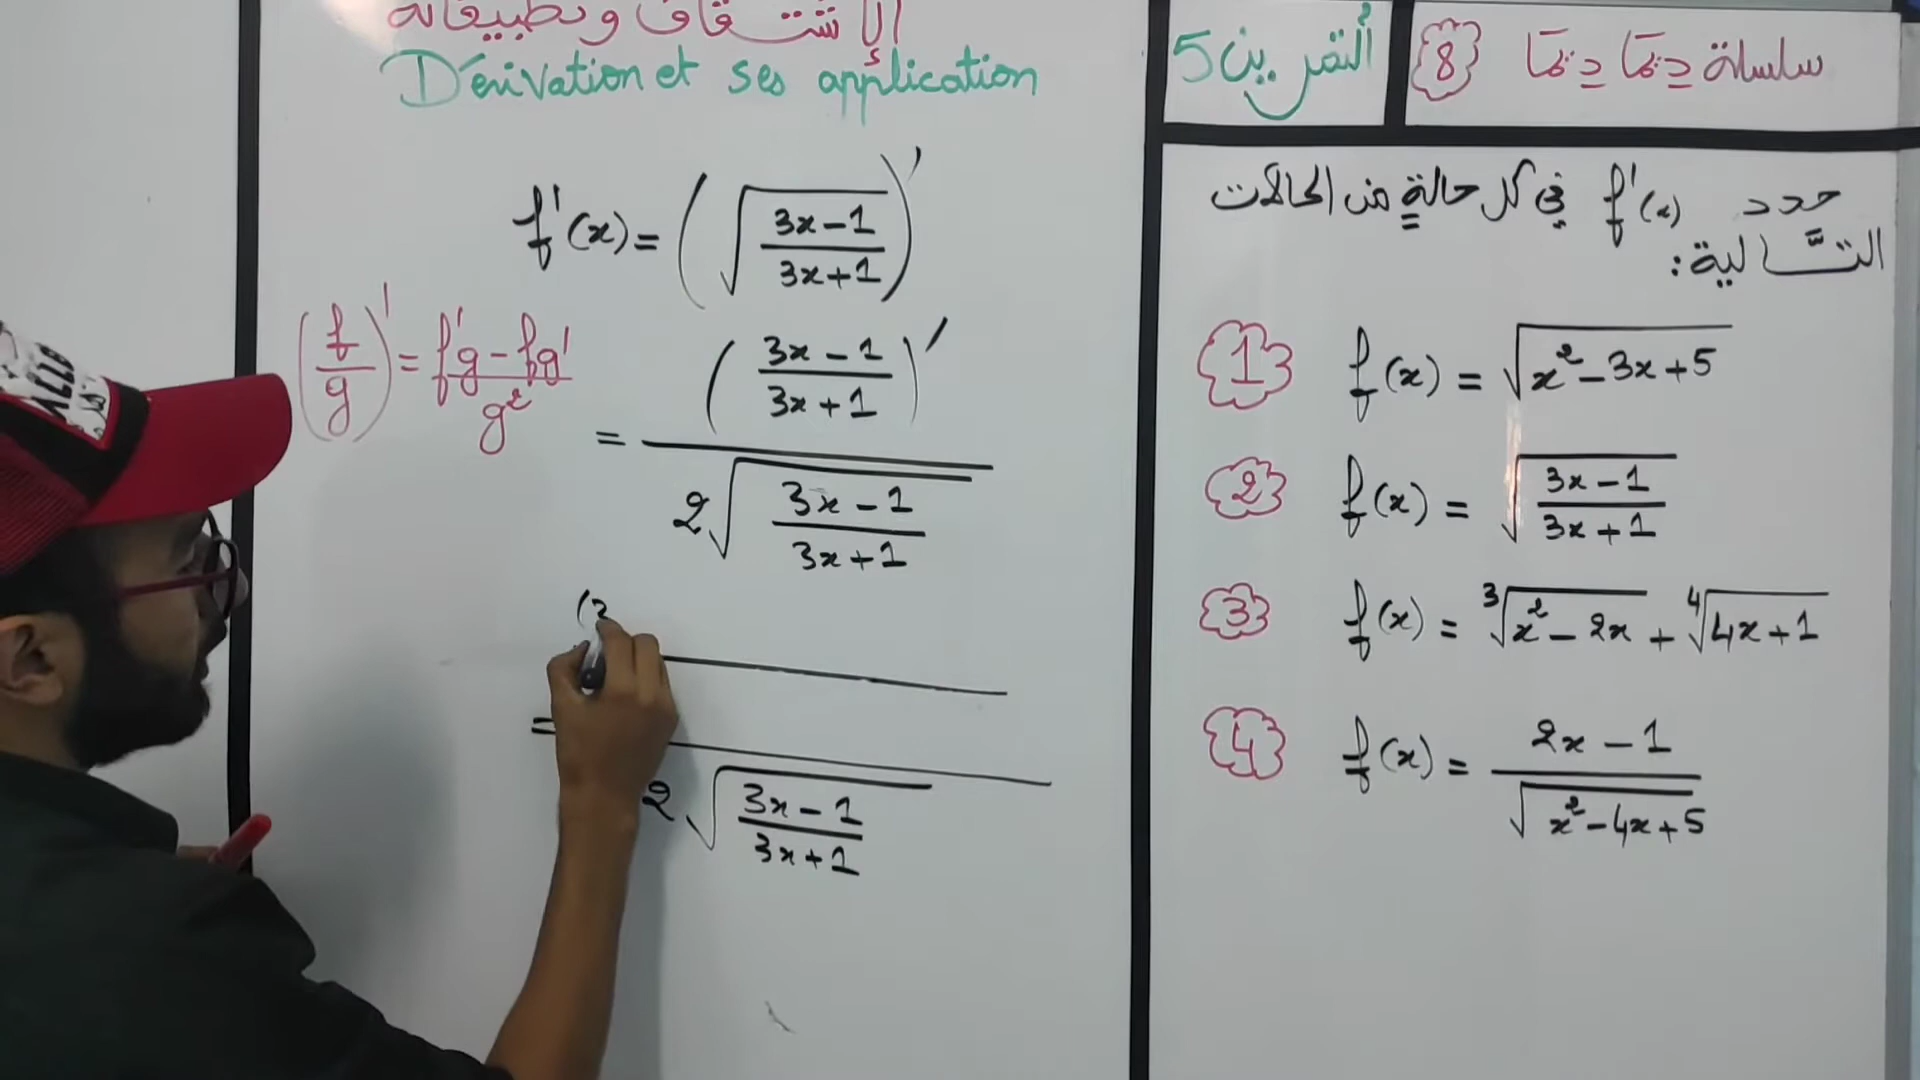 الإشتقاق وتطبيقاته
Dérivation et ses application
f'(x) = (√((3x-1)/(3x+1)))'
(f/g)' = (f'g - fg')/g²
= ((3x-1)/(3x+1))' / (2√((3x-1)/(3x+1)))
(3
= / (2√((3x-1)/(3x+1)))
التمرين 5
8
سلسلة
حدد f'(x) في كل حالة من الحالات
التالية:
1 f(x) = √(x²-3x+5)
2 f(x) = √((3x-1)/(3x+1))
3 f(x) = ³√(x²-2x) + ⁴√(4x+1)
4 f(x) = (2x-1)/√(x²-4x+5)